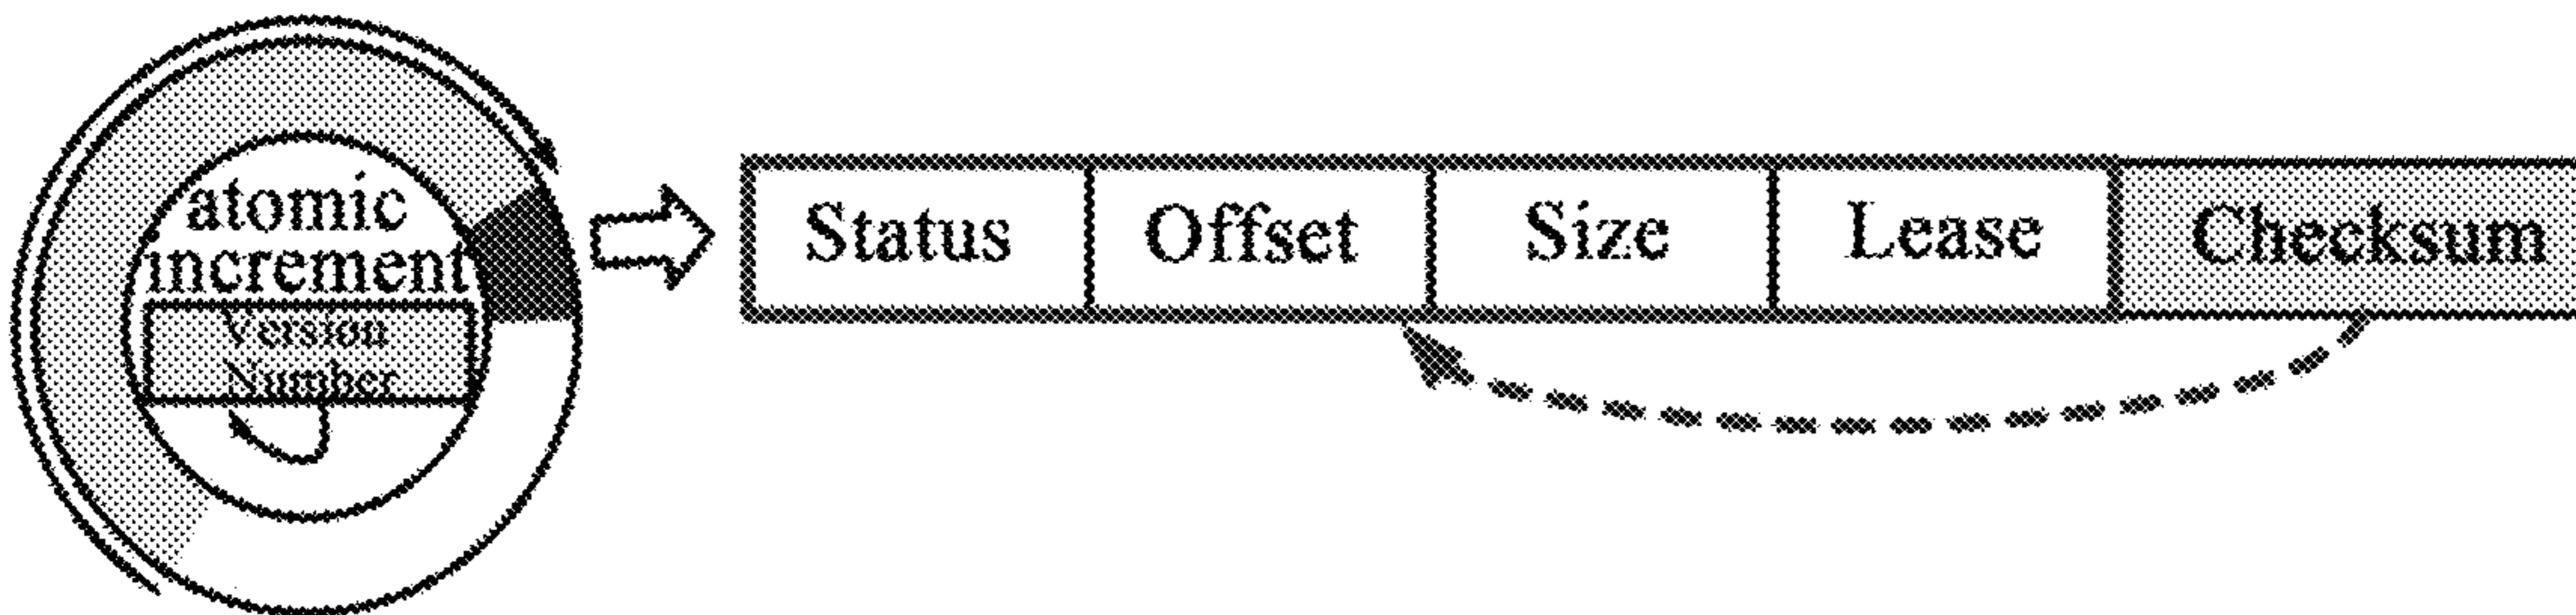 atomic
increment
Version
Number
Status Offset Size Lease Checksum